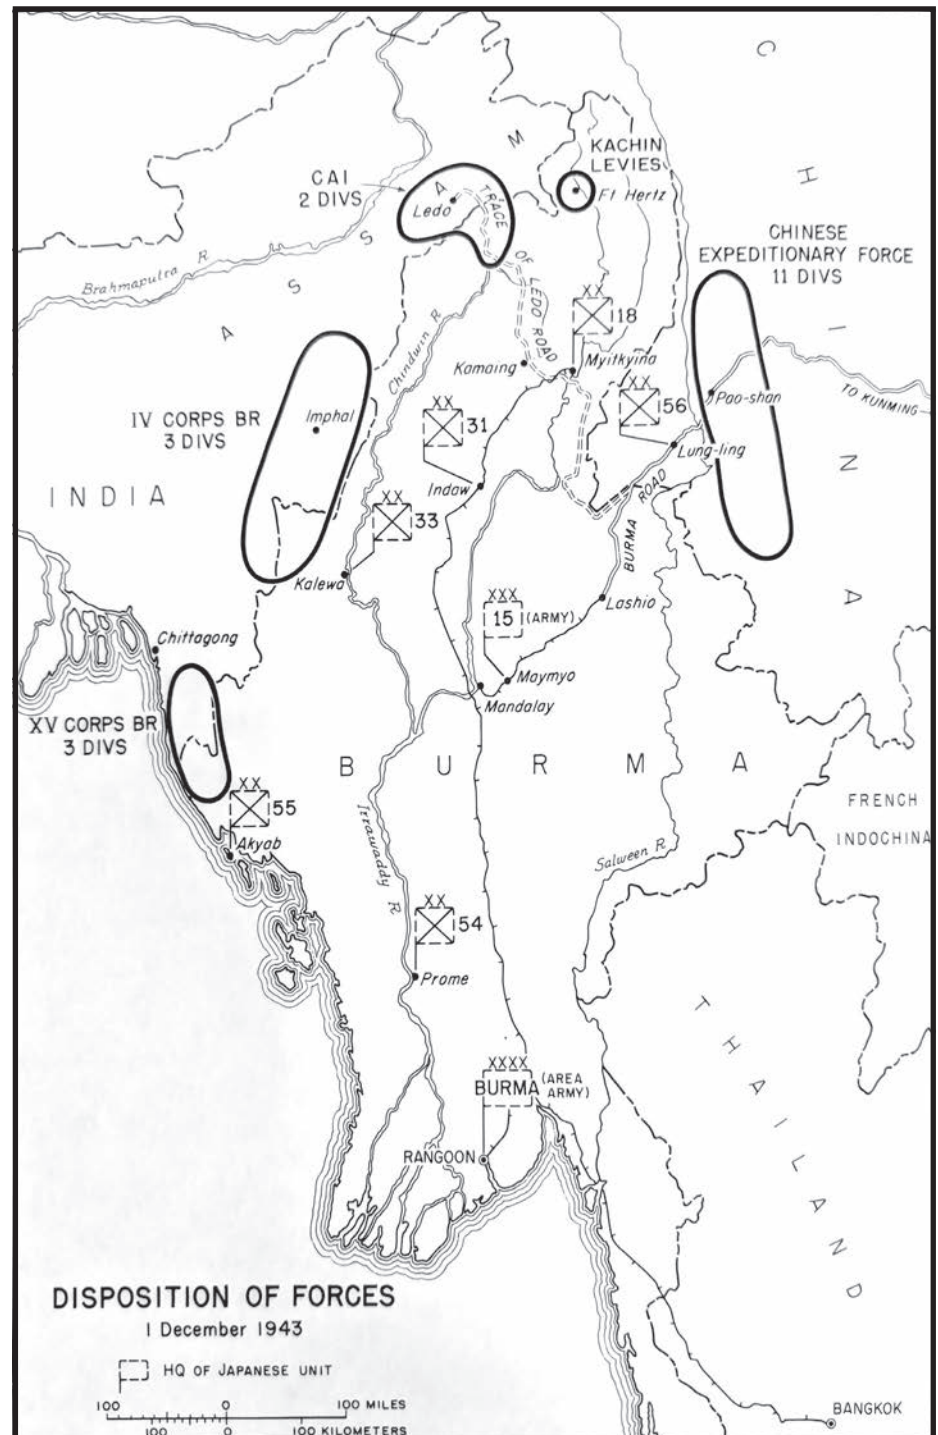 C H I N A
KACHIN
LEVIES
Ft Hertz
CAI
2 DIVS
A S S A M
Ledo
TRACE
OF LEDO ROAD
CHINESE
EXPEDITIONARY FORCE
11 DIVS
Brahmaputra R
XX
18
Chindwin R
Kamaing
Myitkyina
XX
56
Pao-shan
TO KUNMING
IV CORPS BR
3 DIVS
Imphal
XX
31
Lung-ling
INDIA
Indaw
XX
33
BURMA ROAD
Kalewa
XXX
15 (ARMY)
Lashio
Chittagong
Maymyo
Mandalay
XV CORPS BR
3 DIVS
B U R M A
XX
55
FRENCH
INDOCHINA
Akyab
Irrawaddy R
Salween R
XX
54
Prome
T H A I L A N D
XXXX
BURMA (AREA
ARMY)
RANGOON
DISPOSITION OF FORCES
1 December 1943
HQ OF JAPANESE UNIT
100 0 100 MILES
100 0 100 KILOMETERS
BANGKOK